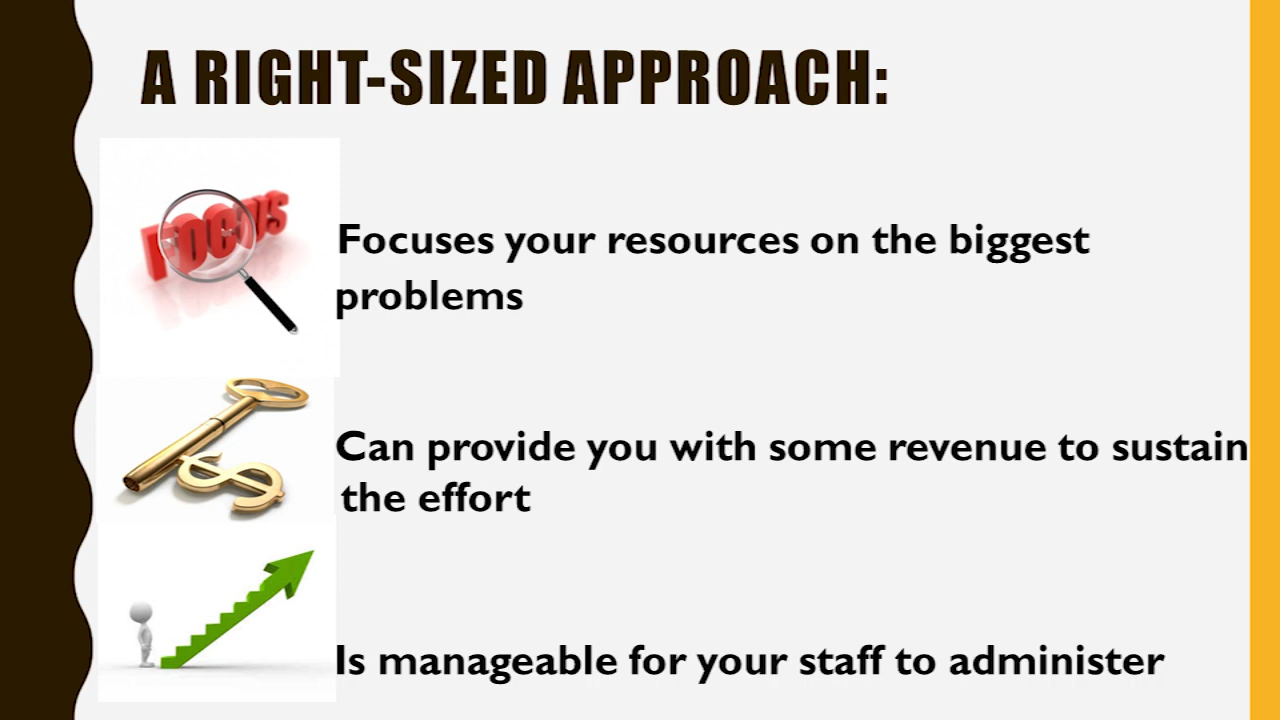 A RIGHT-SIZED APPROACH:
FOCUS
Focuses your resources on the biggest
problems
Can provide you with some revenue to sustain
the effort
$
Is manageable for your staff to administer